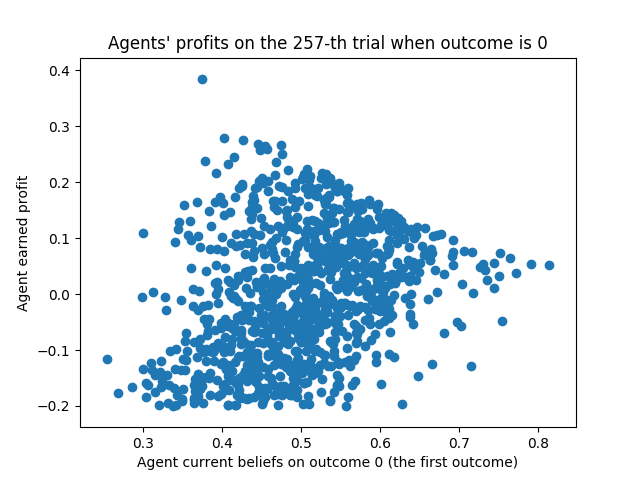 Agents' profits on the 257-th trial when outcome is 0
0.4
0.3
0.2
0.1
0.0
−0.1
−0.2
Agent earned profit
0.3 0.4 0.5 0.6 0.7 0.8
Agent current beliefs on outcome 0 (the first outcome)